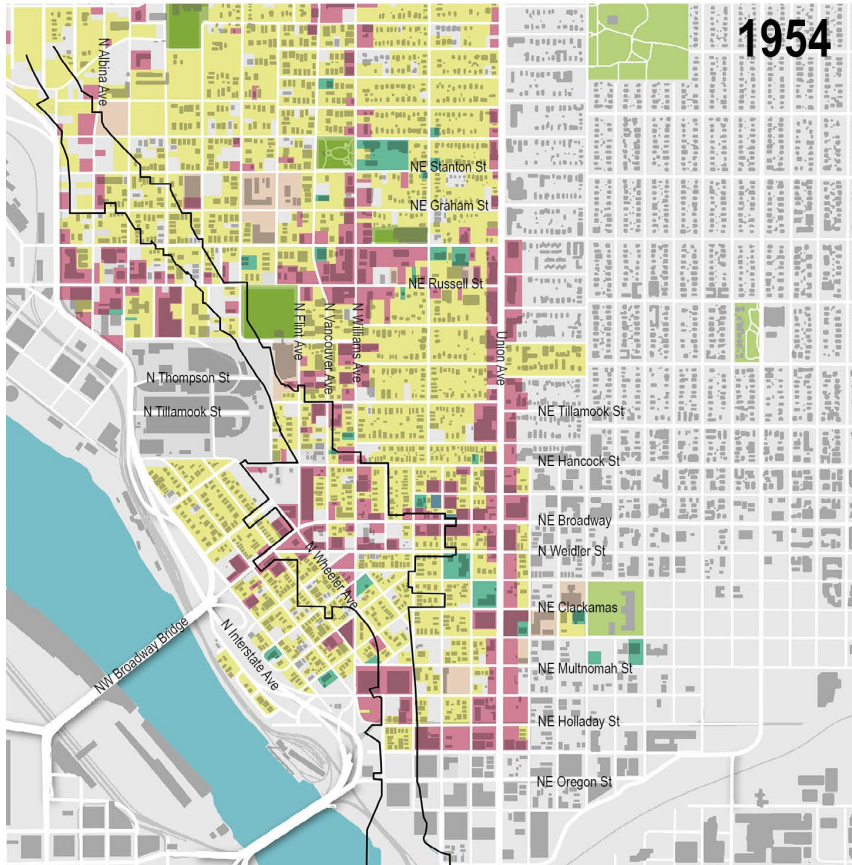 1954
N Albina Ave
NE Stanton St
NE Graham St
NE Russell St
N Flint Ave
N Vancouver Ave
N Williams Ave
Union Ave
N Thompson St
N Tillamook St
NE Tillamook St
NE Hancock St
NE Broadway
N Weidler St
N Wheeler Ave
NE Clackamas
NW Broadway Bridge
N Interstate Ave
NE Multnomah St
NE Holladay St
NE Oregon St